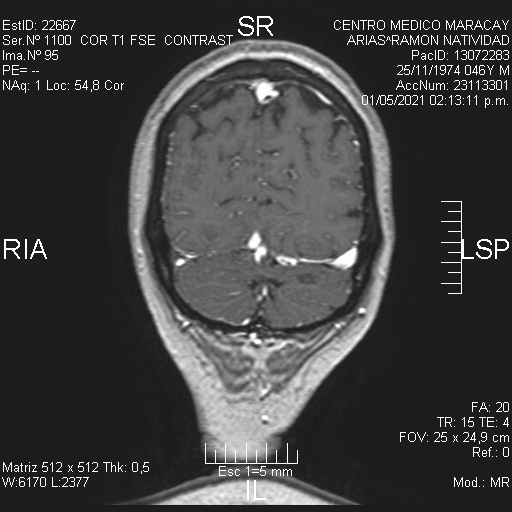 EstID: 22667
Ser.Nº 1100 COR T1 FSE CONTRAST
Ima.Nº 95
PE= --
NAq: 1 Loc: 54,8 Cor
SR
CENTRO MEDICO MARACAY
ARIAS^RAMON NATIVIDAD
PacID: 13072283
25/11/1974 046Y M
AccNum: 23113301
01/05/2021 02:13:11 p.m.
RIA
LSP
FA: 20
TR: 15 TE: 4
FOV: 25 x 24,9 cm
Ref.: 0
Mod.: MR
Matriz 512 x 512 Thk: 0,5
W:6170 L:2377
Esc 1=5 mm
IL